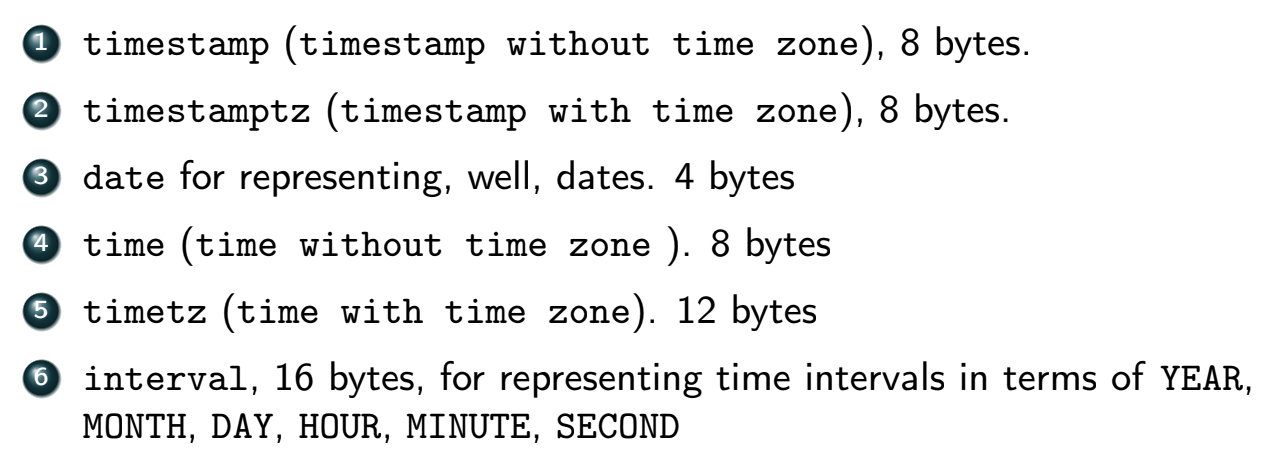 1 timestamp (timestamp without time zone), 8 bytes.
2 timestamptz (timestamp with time zone), 8 bytes.
3 date for representing, well, dates. 4 bytes
4 time (time without time zone ). 8 bytes
5 timetz (time with time zone). 12 bytes
6 interval, 16 bytes, for representing time intervals in terms of YEAR,
MONTH, DAY, HOUR, MINUTE, SECOND